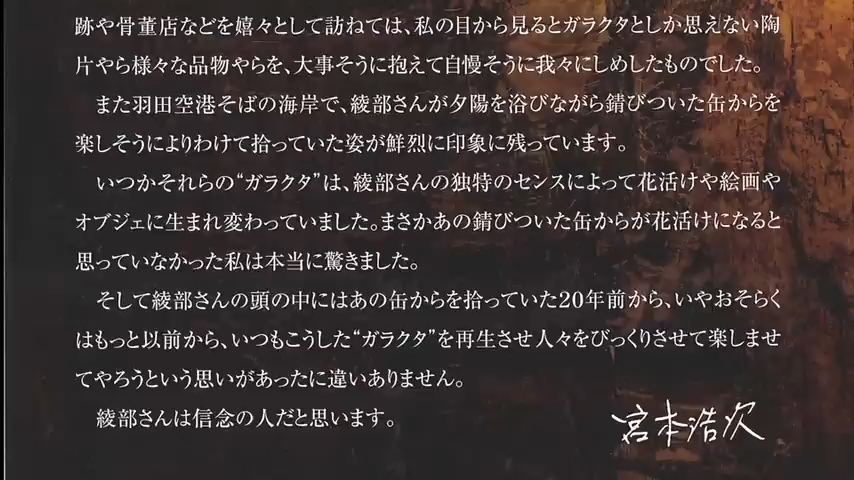 跡や骨董店などを嬉々として訪ねては、私の目から見るとガラクタとしか思えない陶
片やら様々な品物やらを、大事そうに抱えて自慢そうに我々にしめしたものでした。
また羽田空港そばの海岸で、綾部さんが夕陽を浴びながら錆びついた缶からを
楽しそうによりわけて拾っていた姿が鮮烈に印象に残っています。
いつかそれらの“ガラクタ”は、綾部さんの独特のセンスによって花活けや絵画や
オブジェに生まれ変わっていました。まさかあの錆びついた缶からが花活けになると
思っていなかった私は本当に驚きました。
そして綾部さんの頭の中にはあの缶からを拾っていた20年前から、いやおそらく
はもっと以前から、いつもこうした“ガラクタ”を再生させ人々をびっくりさせて楽しませ
てやろうという思いがあったに違いありません。
綾部さんは信念の人だと思います。
宮本浩次